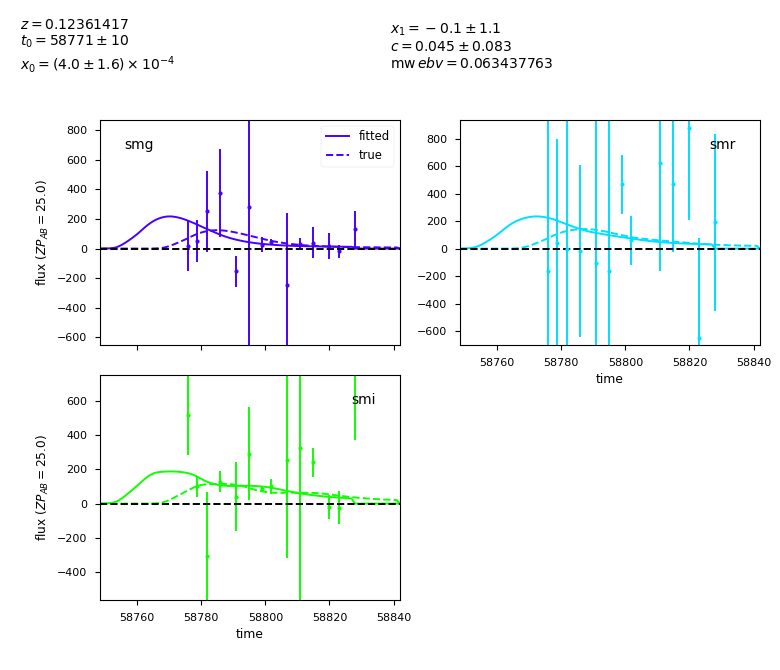 z = 0.12361417
t₀ = 58771 ± 10
x₀ = (4.0 ± 1.6) × 10⁻⁴
x₁ = − 0.1 ± 1.1
c = 0.045 ± 0.083
mw ebv = 0.063437763
smg
fitted
true
800
600
400
200
0
−200
−400
−600
flux (ZP_AB = 25.0)
smr
800
600
400
200
0
−200
−400
−600
58760 58780 58800 58820 58840
time
smi
600
400
200
0
−200
−400
flux (ZP_AB = 25.0)
58760 58780 58800 58820 58840
time